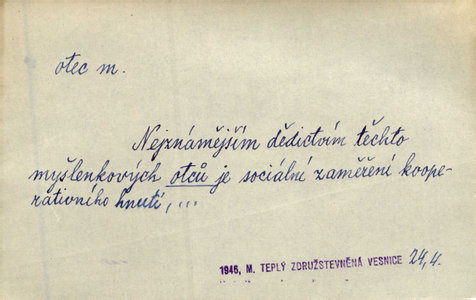 otec m.
Nejznámějším dědictvím těchto
myšlenkových otců je sociální zaměření koope-
rativního hnutí, ...
1946, M. TEPLÝ ZDRUŽSTEVNĚNÁ VESNICE 24,4.